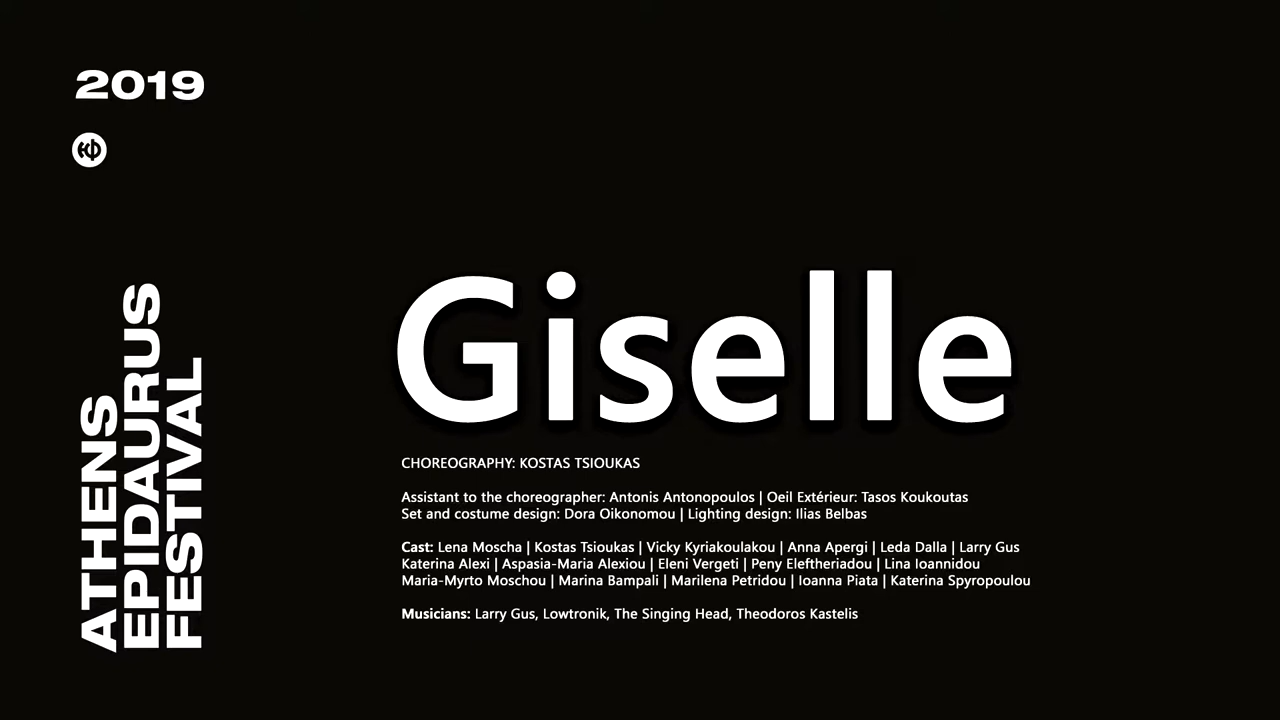 2019
ATHENS
EPIDAURUS
FESTIVAL
Giselle
CHOREOGRAPHY: KOSTAS TSIOUKAS
Assistant to the choreographer: Antonis Antonopoulos | Oeil Extérieur: Tasos Koukoutas
Set and costume design: Dora Oikonomou | Lighting design: Ilias Belbas
Cast: Lena Moscha | Kostas Tsioukas | Vicky Kyriakoulakou | Anna Apergi | Leda Dalla | Larry Gus
Katerina Alexi | Aspasia-Maria Alexiou | Eleni Vergeti | Peny Eleftheriadou | Lina Ioannidou
Maria-Myrto Moschou | Marina Bampali | Marilena Petridou | Ioanna Piata | Katerina Spyropoulou
Musicians: Larry Gus, Lowtronik, The Singing Head, Theodoros Kastelis